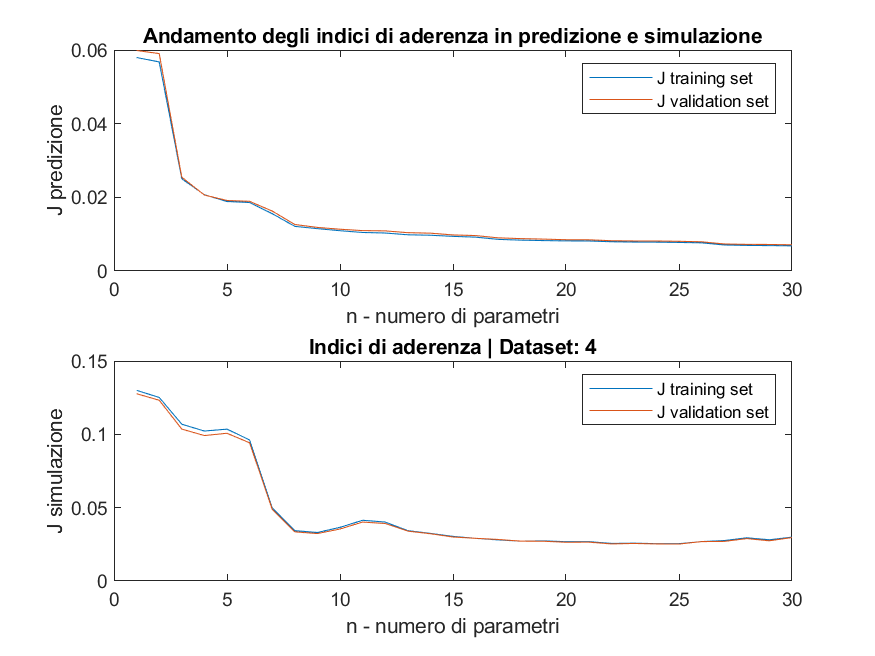 Andamento degli indici di aderenza in predizione e simulazione
0.06
0.04
0.02
0
J predizione
J training set
J validation set
0 5 10 15 20 25 30
n - numero di parametri
Indici di aderenza | Dataset: 4
0.15
0.1
0.05
0
J simulazione
J training set
J validation set
0 5 10 15 20 25 30
n - numero di parametri